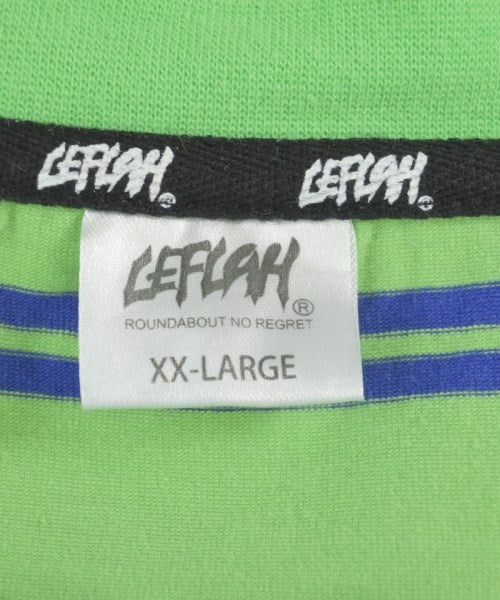 LEFLAH LEFLAH
LEFLAH®
ROUNDABOUT NO REGRET
XX-LARGE